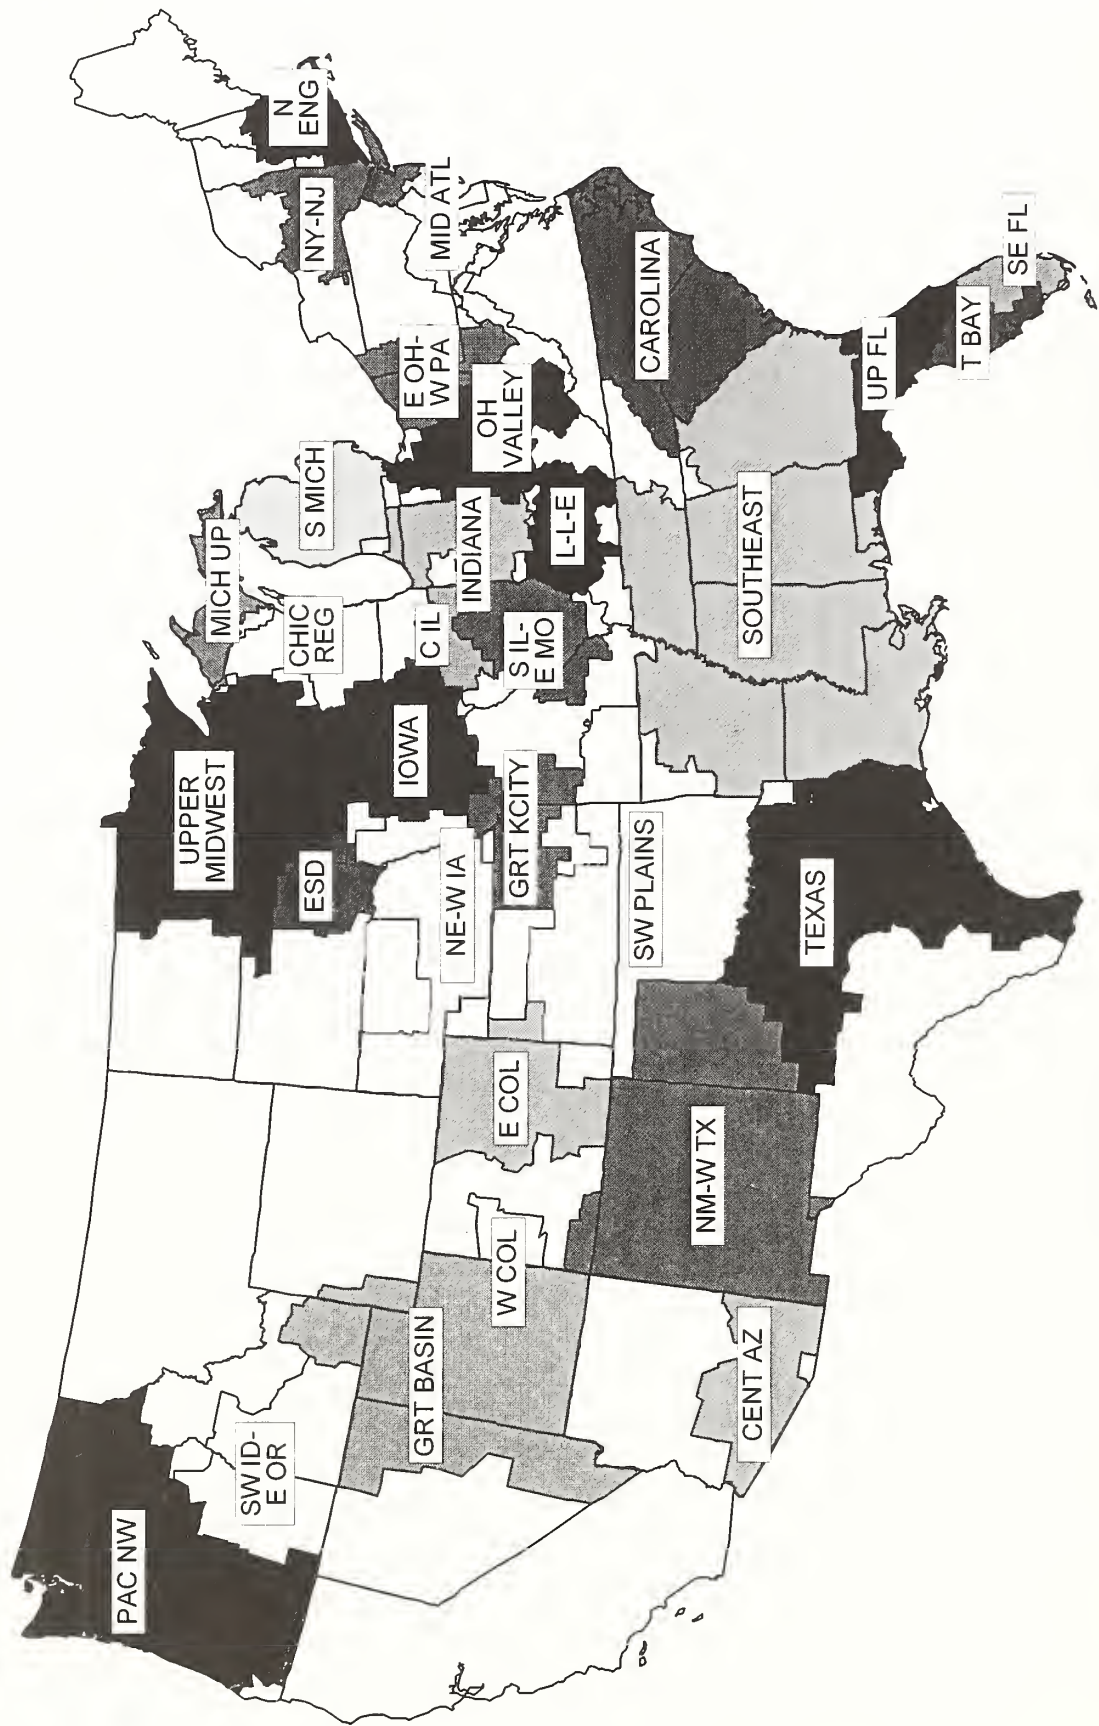 PAC NW
SW ID-
E OR
GRT BASIN
W COL
CENT AZ
E COL
NM-W TX
UPPER
MIDWEST
ESD
NE-W IA
IOWA
GRT KCITY
SW PLAINS
TEXAS
MICH UP
CHIC
REG
S MICH
C IL
INDIANA
S IL-
E MO
L-L-E
OH
VALLEY
E OH-
W PA
SOUTHEAST
NY-NJ
N
ENG
MID ATL
CAROLINA
UP FL
T BAY
SE FL